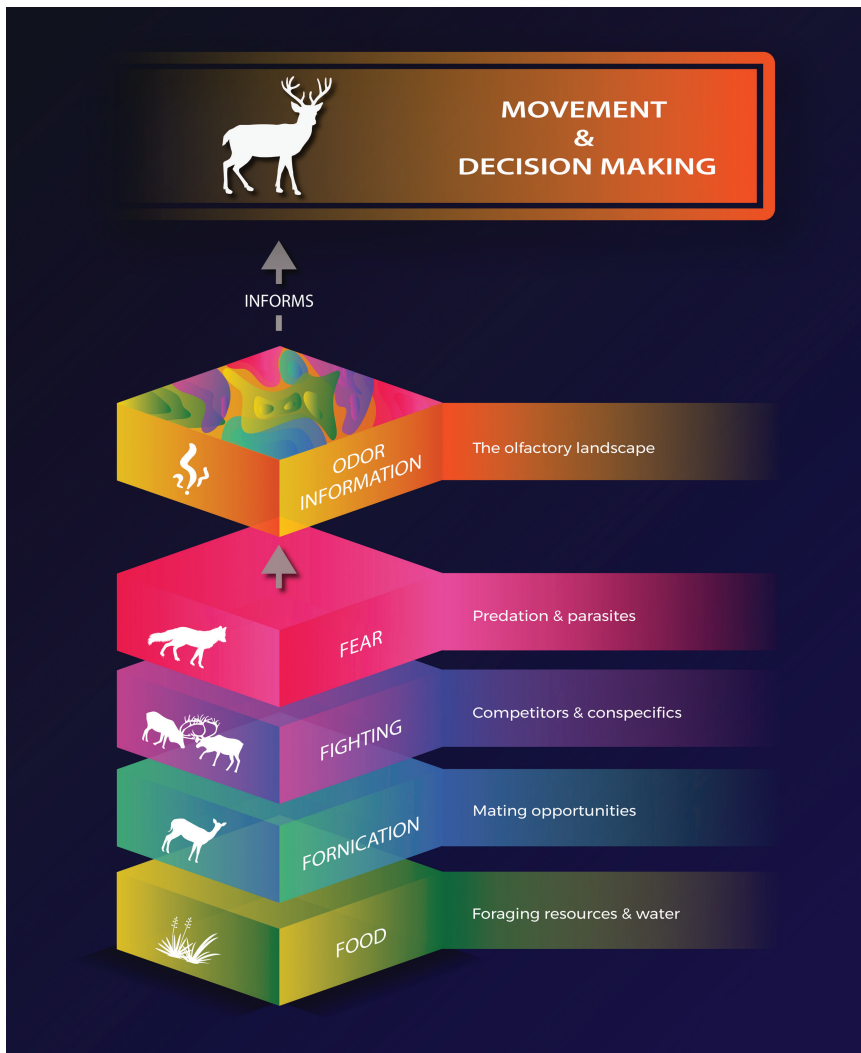 MOVEMENT
&
DECISION MAKING
INFORMS
ODOR
INFORMATION
The olfactory landscape
FEAR
Predation & parasites
FIGHTING
Competitors & conspecifics
FORNICATION
Mating opportunities
FOOD
Foraging resources & water